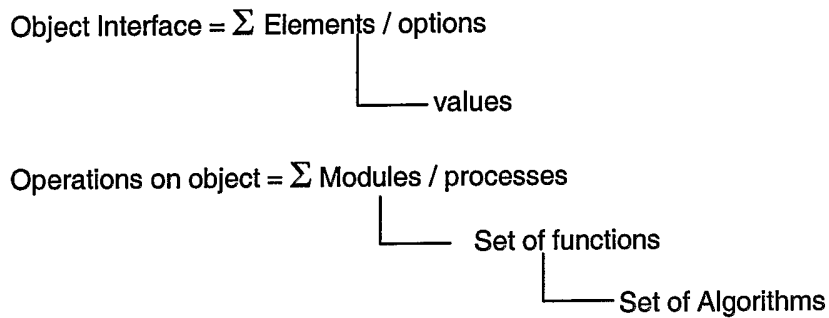 Object Interface = Σ Elements / options
values
Operations on object = Σ Modules / processes
Set of functions
Set of Algorithms